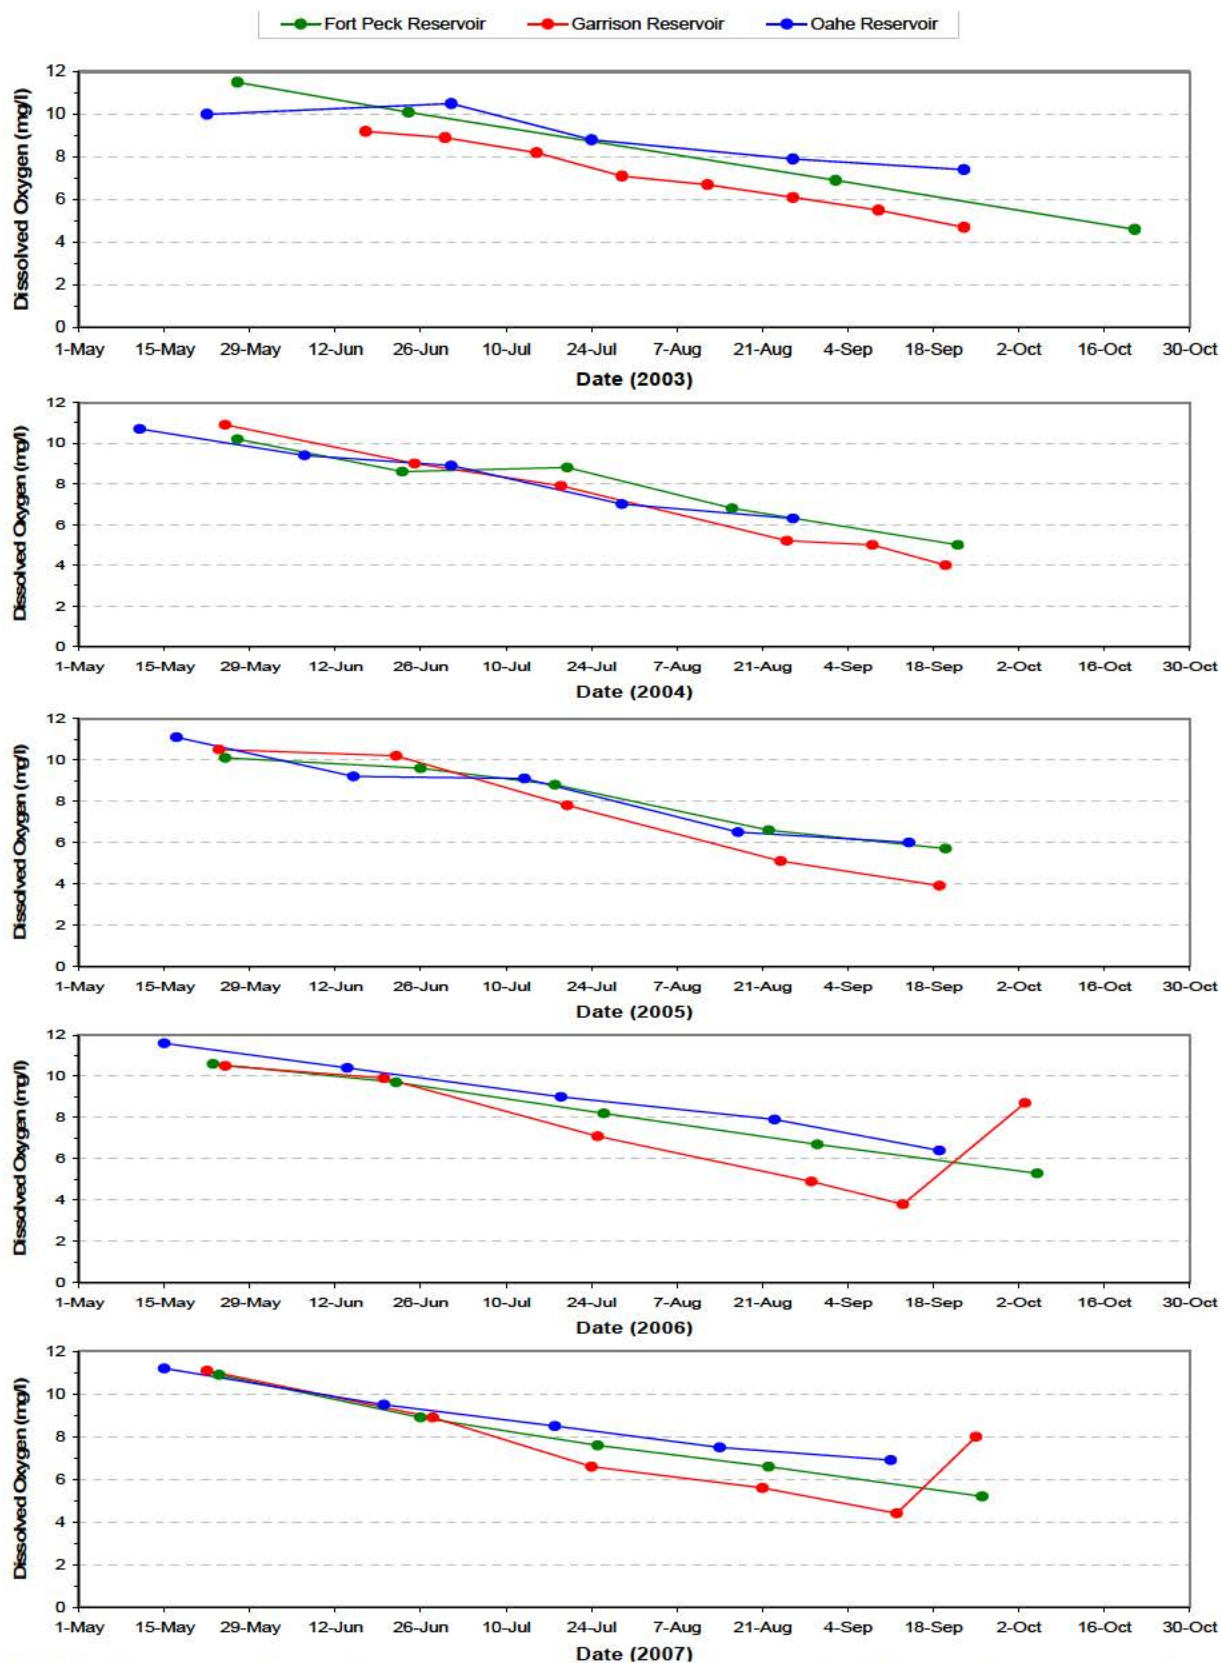 Fort Peck Reservoir Garrison Reservoir Oahe Reservoir
Dissolved Oxygen (mg/l)
12
10
8
6
4
2
0
1-May 15-May 29-May 12-Jun 26-Jun 10-Jul 24-Jul 7-Aug 21-Aug 4-Sep 18-Sep 2-Oct 16-Oct 30-Oct
Date (2003)
Dissolved Oxygen (mg/l)
12
10
8
6
4
2
0
1-May 15-May 29-May 12-Jun 26-Jun 10-Jul 24-Jul 7-Aug 21-Aug 4-Sep 18-Sep 2-Oct 16-Oct 30-Oct
Date (2004)
Dissolved Oxygen (mg/l)
12
10
8
6
4
2
0
1-May 15-May 29-May 12-Jun 26-Jun 10-Jul 24-Jul 7-Aug 21-Aug 4-Sep 18-Sep 2-Oct 16-Oct 30-Oct
Date (2005)
Dissolved Oxygen (mg/l)
12
10
8
6
4
2
0
1-May 15-May 29-May 12-Jun 26-Jun 10-Jul 24-Jul 7-Aug 21-Aug 4-Sep 18-Sep 2-Oct 16-Oct 30-Oct
Date (2006)
Dissolved Oxygen (mg/l)
12
10
8
6
4
2
0
1-May 15-May 29-May 12-Jun 26-Jun 10-Jul 24-Jul 7-Aug 21-Aug 4-Sep 18-Sep 2-Oct 16-Oct 30-Oct
Date (2007)